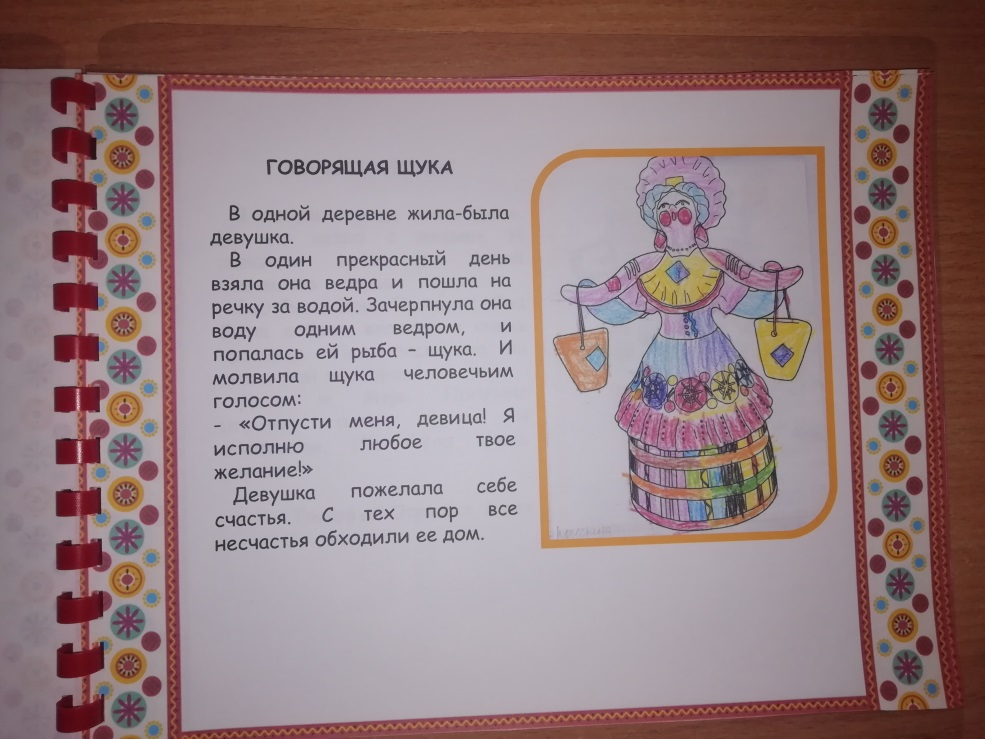 ГОВОРЯЩАЯ ЩУКА
В одной деревне жила-была
девушка.
В один прекрасный день
взяла она ведра и пошла на
речку за водой. Зачерпнула она
воду одним ведром, и
попалась ей рыба – щука. И
молвила щука человечьим
голосом:
- «Отпусти меня, девица! Я
исполню любое твое
желание!»
Девушка пожелала себе
счастья. С тех пор все
несчастья обходили ее дом.